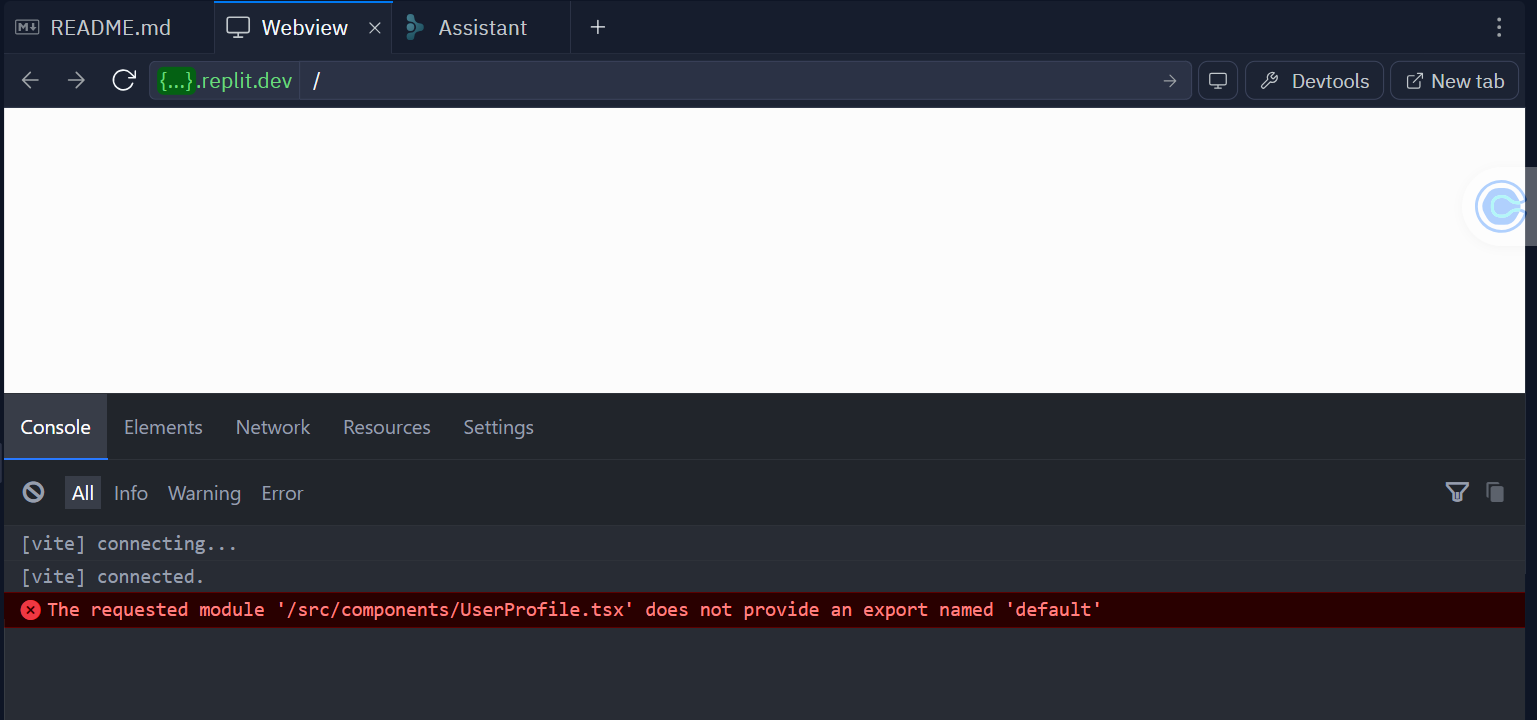 README.md Webview Assistant
{...}.replit.dev / Devtools New tab
Console Elements Network Resources Settings
All Info Warning Error
[vite] connecting...
[vite] connected.
The requested module '/src/components/UserProfile.tsx' does not provide an export named 'default'